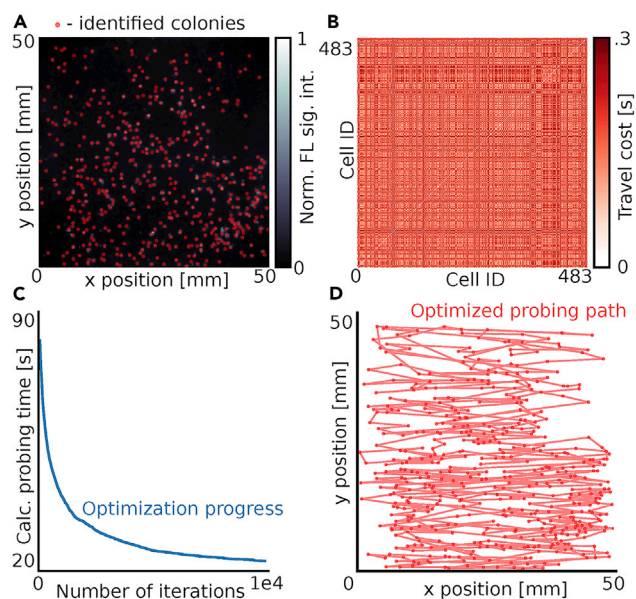 A
- identified colonies
50
y position [mm]
0
x position [mm]
50
1
Norm. FL sig. int.
0
B
483
Cell ID
0
Cell ID
483
.3
Travel cost [s]
0
C
90
Calc. probing time [s]
20
Optimization progress
0
Number of iterations
1e4
D
Optimized probing path
50
y position [mm]
0
x position [mm]
50